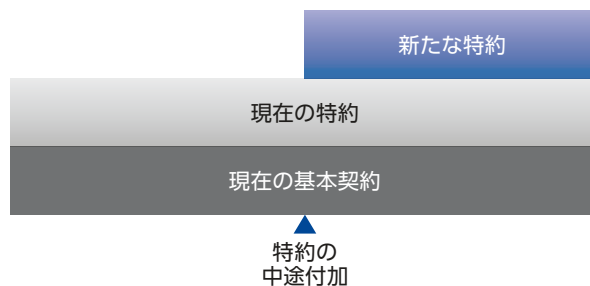 新たな特約
現在の特約
現在の基本契約
特約の
中途付加